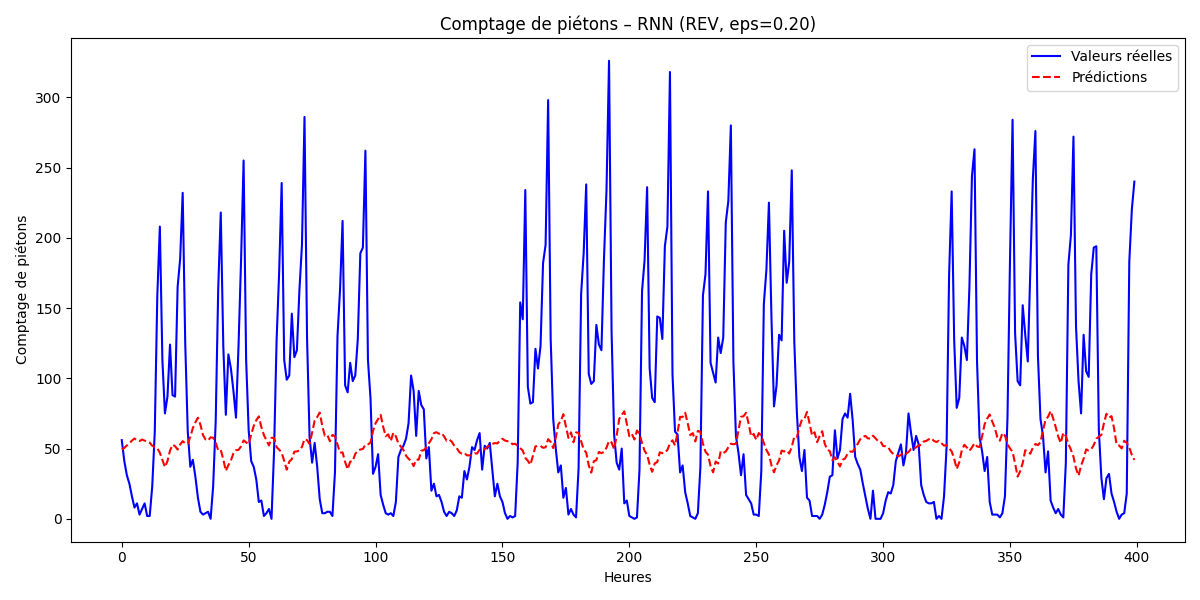 Comptage de piétons – RNN (REV, eps=0.20)
Valeurs réelles
Prédictions
Comptage de piétons
300
250
200
150
100
50
0
0 50 100 150 200 250 300 350 400
Heures